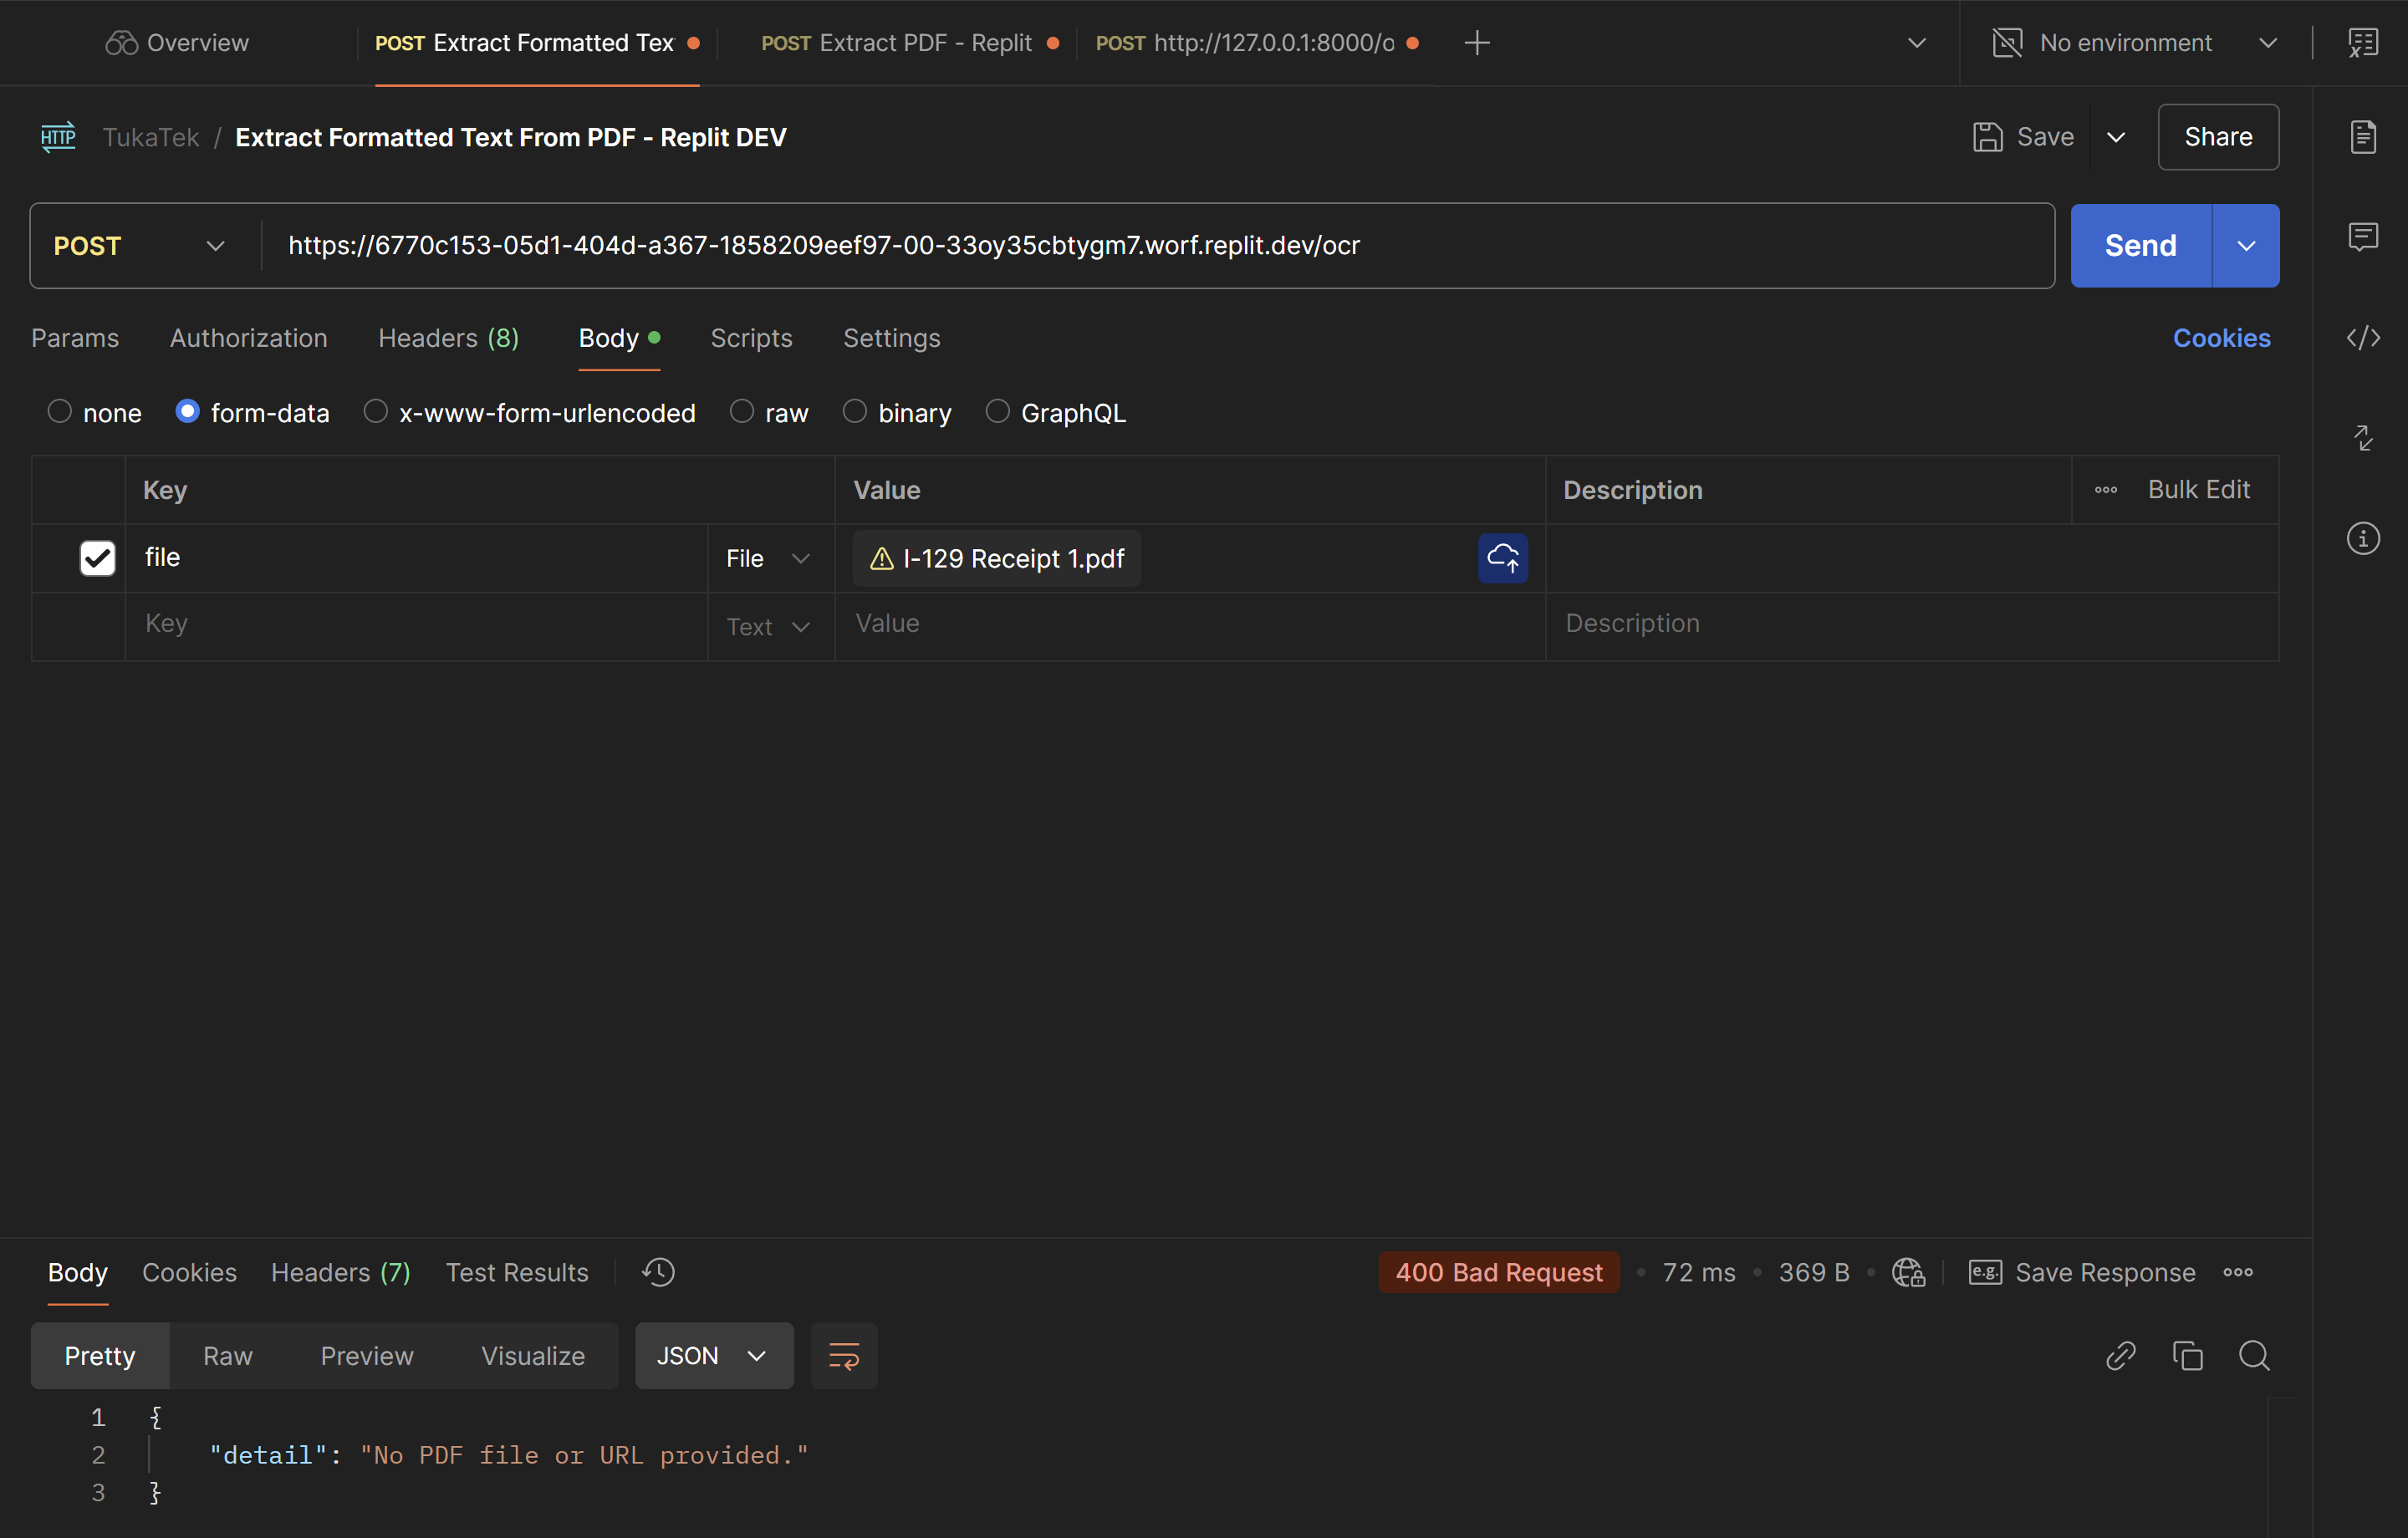 Overview
POST Extract Formatted Tex
POST Extract PDF - Replit
POST http://127.0.0.1:8000/o
No environment
HTTP TukaTek / Extract Formatted Text From PDF - Replit DEV
Save
Share
POST
https://6770c153-05d1-404d-a367-1858209eef97-00-33oy35cbtygm7.worf.replit.dev/ocr
Send
Params Authorization Headers (8) Body Scripts Settings
Cookies
none form-data x-www-form-urlencoded raw binary GraphQL
Key Value Description Bulk Edit
file File I-129 Receipt 1.pdf
Key Text Value Description
Body Cookies Headers (7) Test Results
400 Bad Request 72 ms 369 B e.g. Save Response
Pretty Raw Preview Visualize JSON
1 {
2 "detail": "No PDF file or URL provided."
3 }